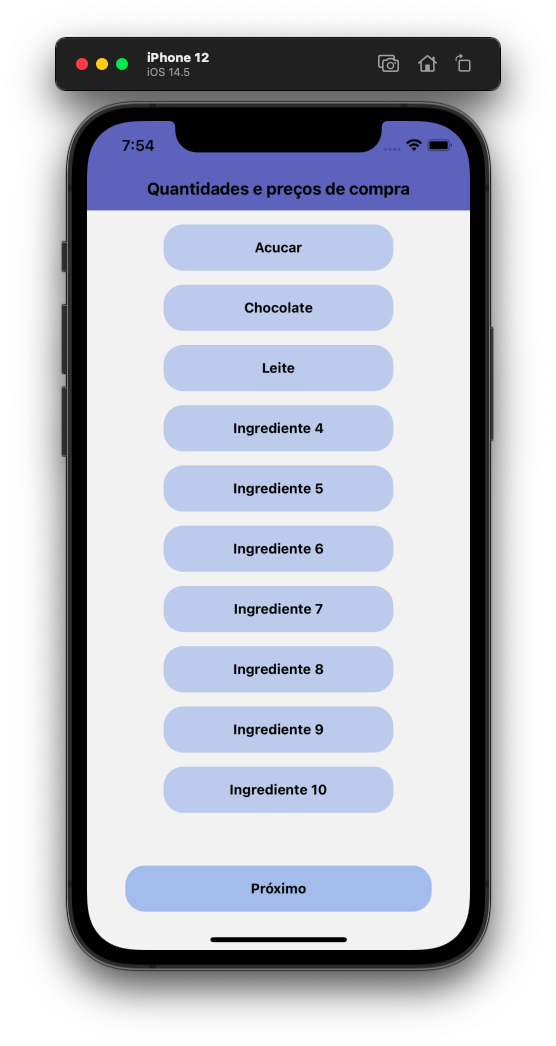 iPhone 12
iOS 14.5
7:54
Quantidades e preços de compra
Acucar
Chocolate
Leite
Ingrediente 4
Ingrediente 5
Ingrediente 6
Ingrediente 7
Ingrediente 8
Ingrediente 9
Ingrediente 10
Próximo